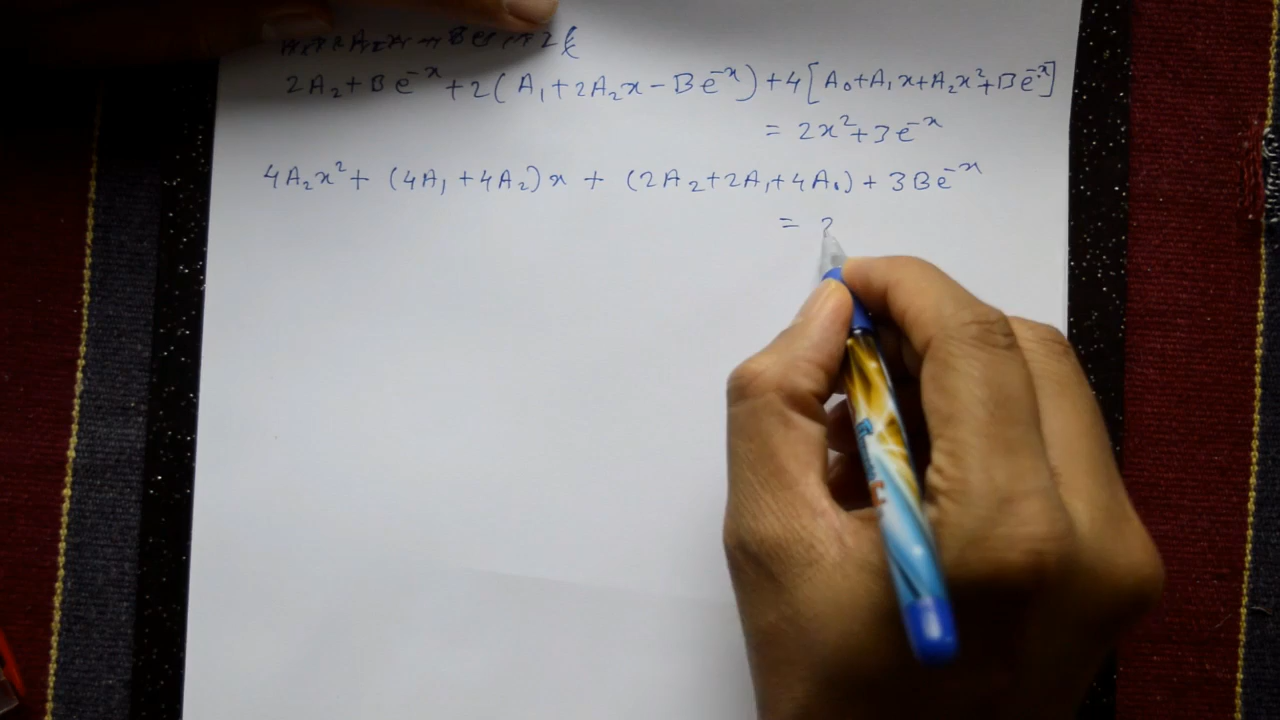 2A₂ + Be⁻ˣ + 2(A₁ + 2A₂x - Be⁻ˣ) + 4[A₀ + A₁x + A₂x² + Be⁻ˣ]
= 2x² + 3e⁻ˣ
4A₂x² + (4A₁ + 4A₂)x + (2A₂ + 2A₁ + 4A₀) + 3Be⁻ˣ
= 2